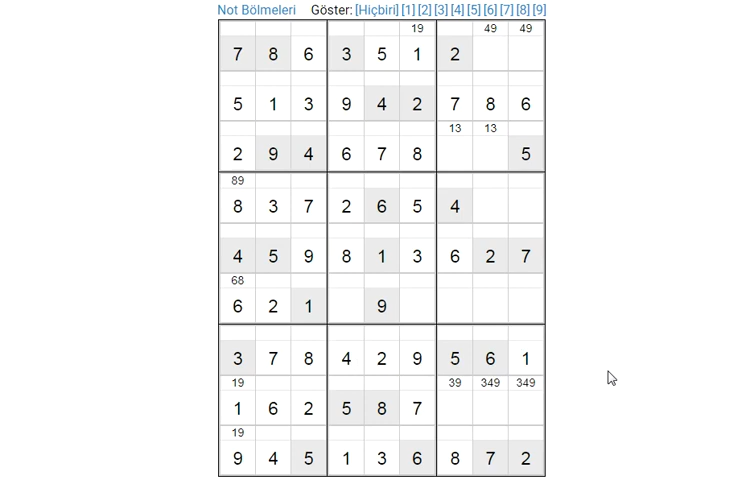 Not Bölmeleri Göster: [Hiçbiri] [1] [2] [3] [4] [5] [6] [7] [8] [9]
19 49 49
7 8 6 3 5 1 2
5 1 3 9 4 2 7 8 6
13 13
2 9 4 6 7 8 5
89
8 3 7 2 6 5 4
4 5 9 8 1 3 6 2 7
68
6 2 1 9
3 7 8 4 2 9 5 6 1
19 39 349 349
1 6 2 5 8 7
19
9 4 5 1 3 6 8 7 2